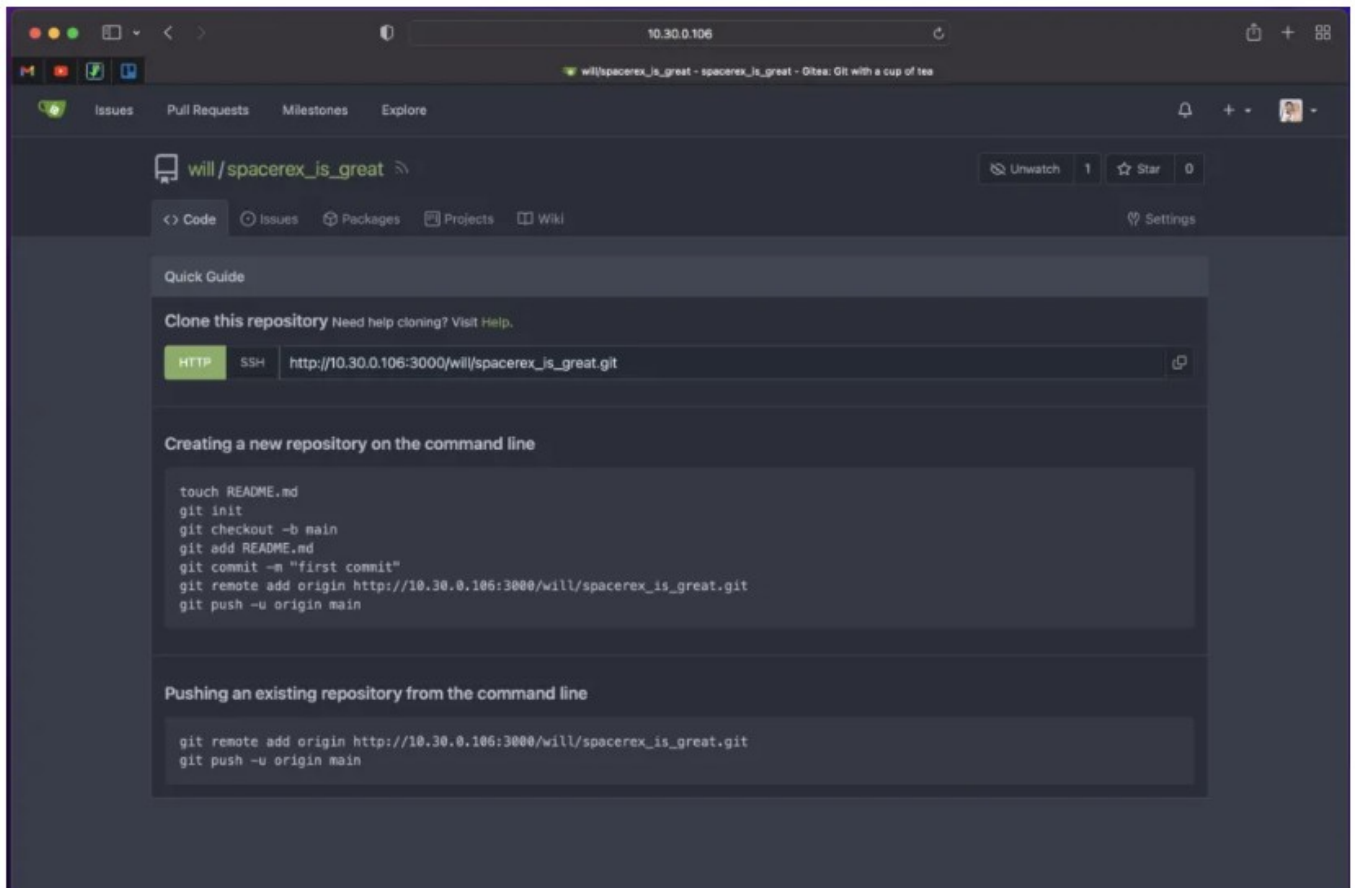 10.30.0.106
will/spacerex_is_great - spacerex_is_great - Gitea: Git with a cup of tea
Issues Pull Requests Milestones Explore
will / spacerex_is_great
Unwatch 1 Star 0
<> Code Issues Packages Projects Wiki Settings
Quick Guide
Clone this repository Need help cloning? Visit Help.
HTTP SSH http://10.30.0.106:3000/will/spacerex_is_great.git
Creating a new repository on the command line
touch README.md
git init
git checkout -b main
git add README.md
git commit -m "first commit"
git remote add origin http://10.30.0.106:3000/will/spacerex_is_great.git
git push -u origin main
Pushing an existing repository from the command line
git remote add origin http://10.30.0.106:3000/will/spacerex_is_great.git
git push -u origin main